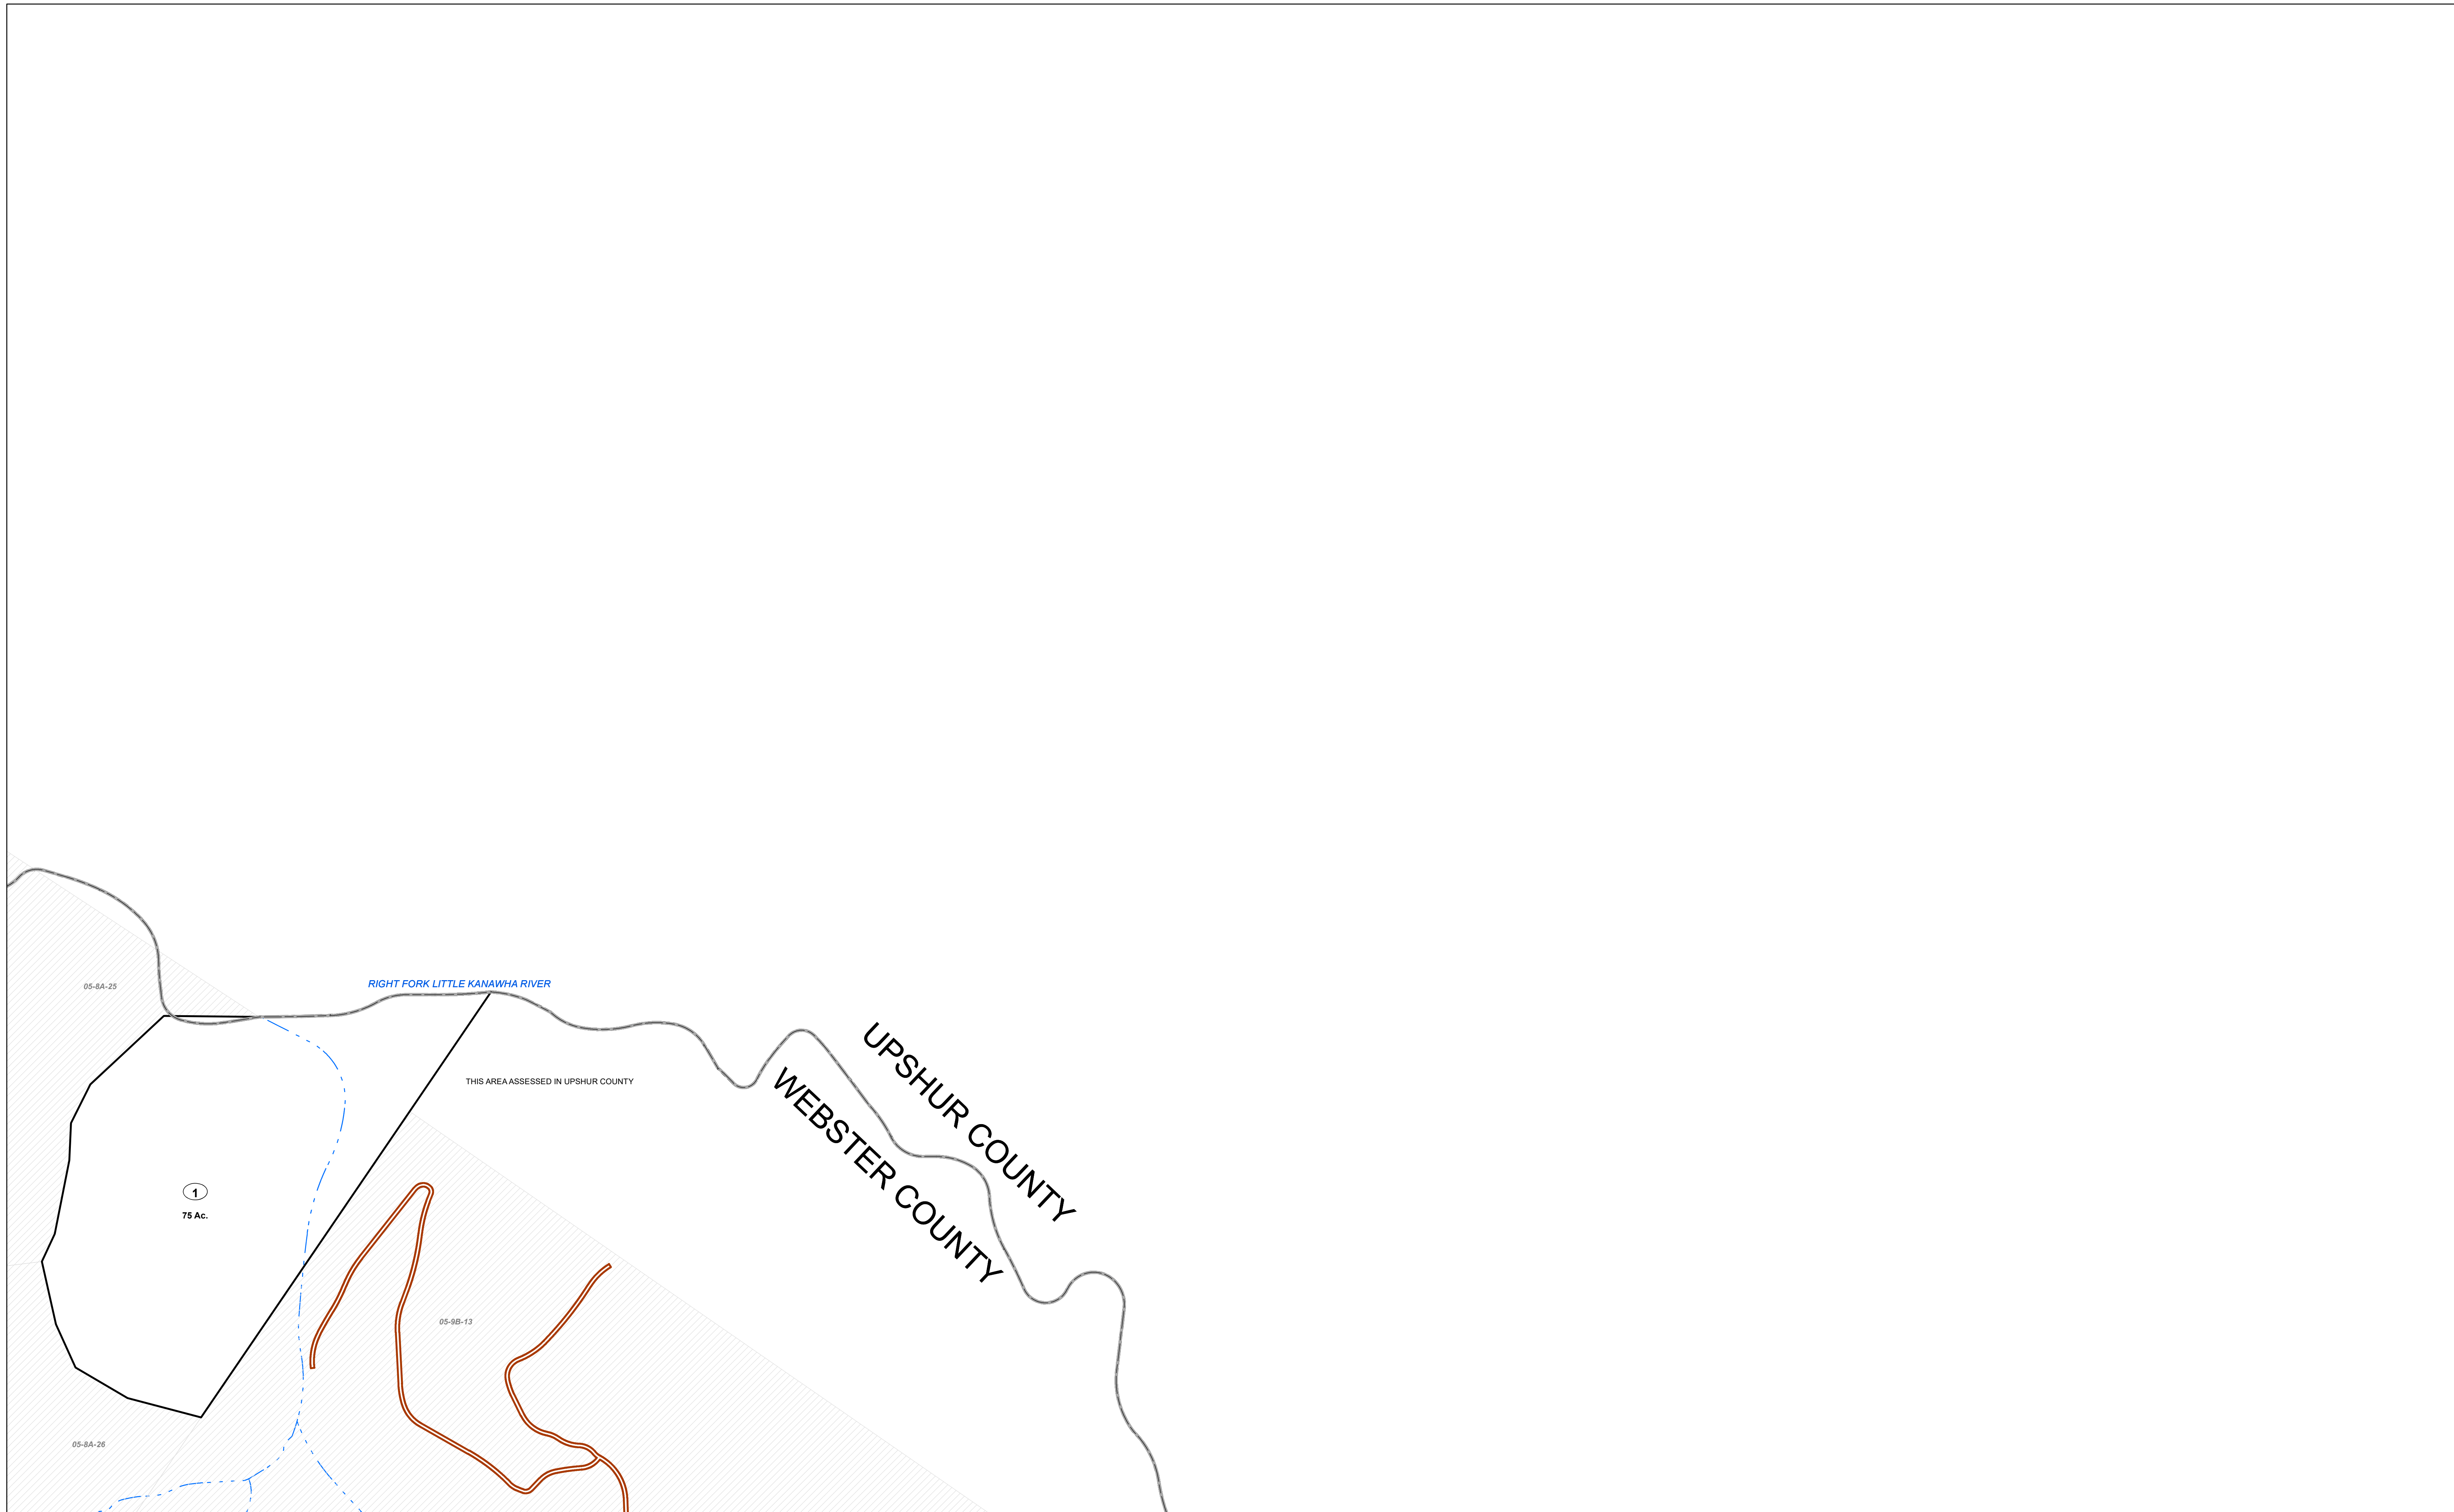 RIGHT FORK LITTLE KANAWHA RIVER
05-8A-25
UPSHUR COUNTY
WEBSTER COUNTY
THIS AREA ASSESSED IN UPSHUR COUNTY
1
75 Ac.
05-9B-13
05-8A-26